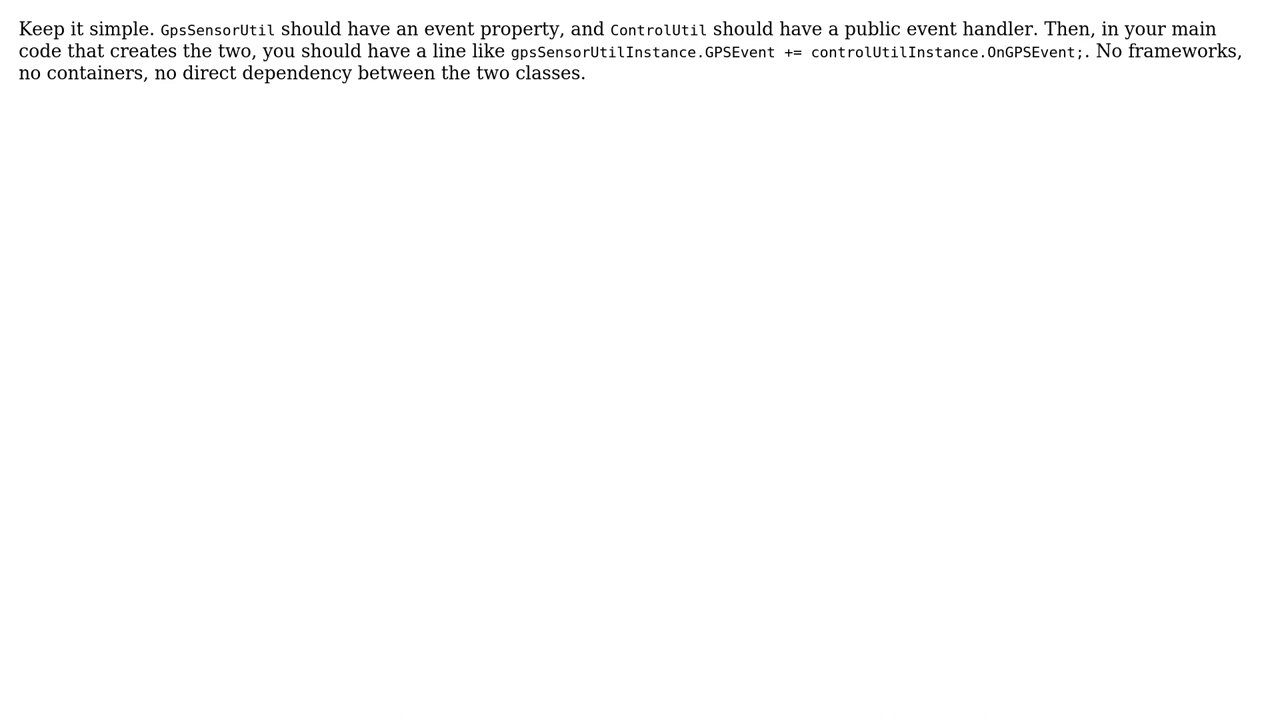 Keep it simple. GpsSensorUtil should have an event property, and ControlUtil should have a public event handler. Then, in your main
code that creates the two, you should have a line like gpsSensorUtilInstance.GPSEvent += controlUtilInstance.OnGPSEvent;. No frameworks,
no containers, no direct dependency between the two classes.